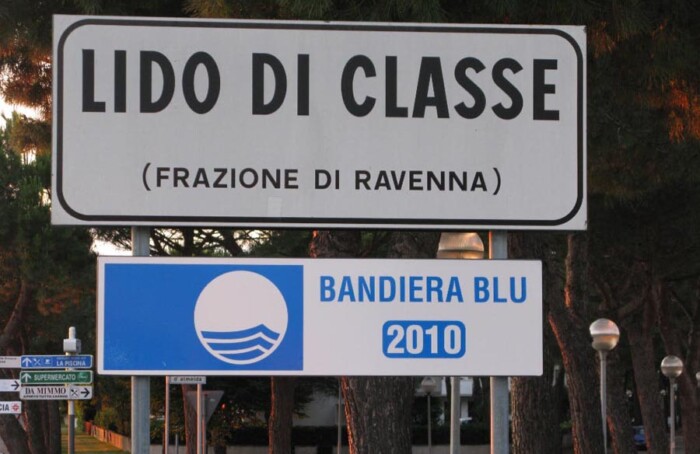 LIDO DI CLASSE
(FRAZIONE DI RAVENNA)
BANDIERA BLU
2010
LA PISCINA
SUPERMERCATO
DA MIMMO